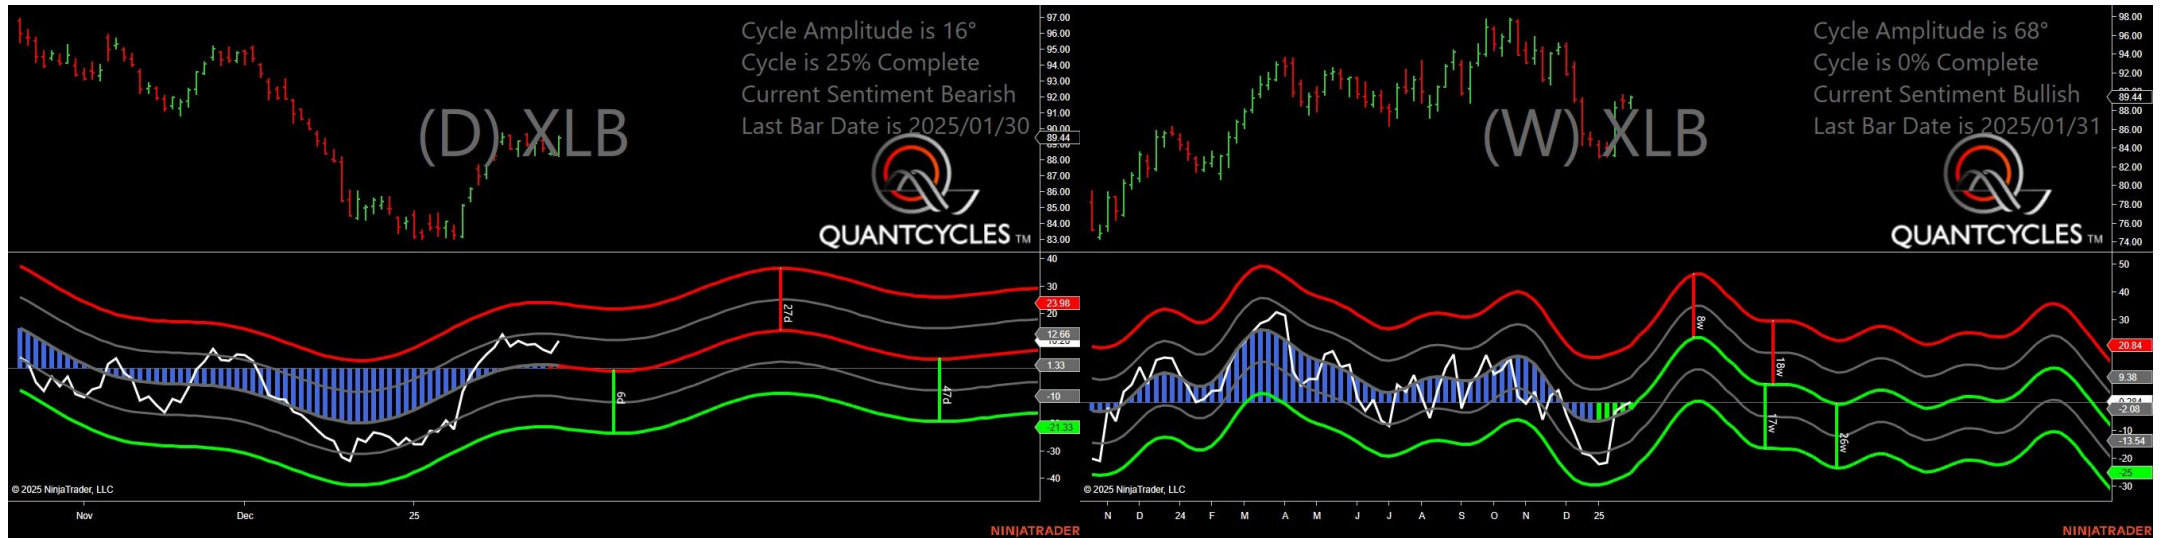 Cycle Amplitude is 16°
Cycle is 25% Complete
Current Sentiment Bearish
Last Bar Date is 2025/01/30
(D) XLB
QUANTCYCLES TM
97.00
96.00
95.00
94.00
93.00
92.00
91.00
90.00
89.44
89.00
88.00
87.00
86.00
85.00
84.00
83.00
40
30
23.98
20
12.66
1.33
-10
-21.33
-30
-40
27d
6d
47d
© 2025 NinjaTrader, LLC
Nov
Dec
25
NINJATRADER
Cycle Amplitude is 68°
Cycle is 0% Complete
Current Sentiment Bullish
Last Bar Date is 2025/01/31
(W) XLB
QUANTCYCLES TM
98.00
96.00
94.00
92.00
89.44
88.00
86.00
84.00
82.00
80.00
78.00
76.00
74.00
50
40
30
20.84
9.38
-2.08
-10
-13.54
-20
-25
-30
8w
18w
17w
26w
© 2025 NinjaTrader, LLC
N D 24 F M A M J J A S O N D 25
NINJATRADER